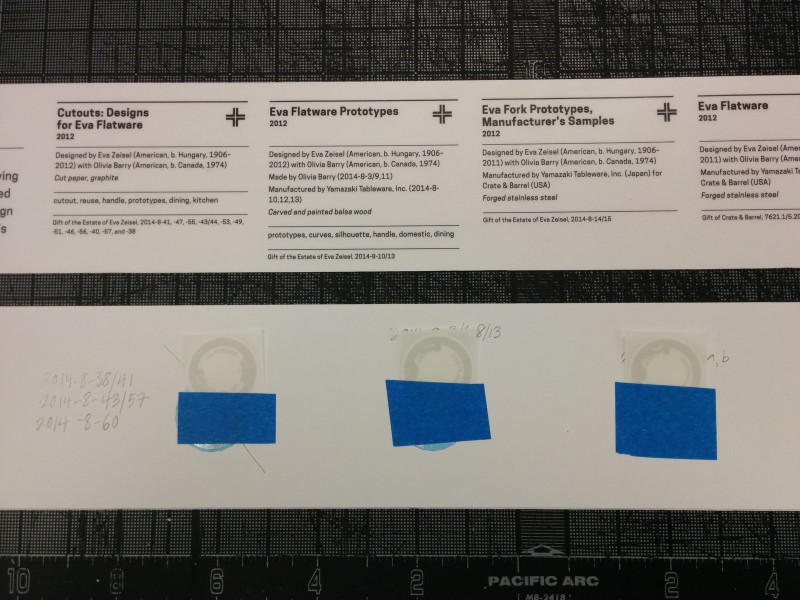 ving
ed
gn
's
Cutouts: Designs
for Eva Flatware
2012
Designed by Eva Zeisel (American, b. Hungary, 1906–
2012) with Olivia Barry (American, b. Canada, 1974)
Cut paper, graphite
cutout, reuse, handle, prototypes, dining, kitchen
Gift of the Estate of Eva Zeisel, 2014-8-41, -47, -55, -43/44, -53, -49,
-51, -46, -56, -40, -57, and -38
Eva Flatware Prototypes
2012
Designed by Eva Zeisel (American, b. Hungary, 1906–
2012) with Olivia Barry (American, b. Canada, 1974)
Made by Olivia Barry (2014-8-3/9,11)
Manufactured by Yamazaki Tableware, Inc. (2014-8-
10,12,13)
Carved and painted balsa wood
prototypes, curves, silhouette, handle, domestic, dining
Gift of the Estate of Eva Zeisel, 2014-8-10/13
Eva Fork Prototypes,
Manufacturer's Samples
2012
Designed by Eva Zeisel (American, b. Hungary, 1906–
2011) with Olivia Barry (American, b. Canada, 1974)
Manufactured by Yamazaki Tableware, Inc. (Japan) for
Crate & Barrel (USA)
Forged stainless steel
Gift of the Estate of Eva Zeisel, 2014-8-14/15
Eva Flatware
2012
Designed by Eva Zeisel (Amer
2011) with Olivia Barry (Amer
Manufactured by Yamazaki Ta
Crate & Barrel (USA)
Forged stainless steel
Gift of Crate & Barrel, 7621.1/5.20
2014-8-38/41
2014-8-43/57
2014-8-60
8/13
a, b
10 8 6 4 2 PACIFIC ARC 2 4
MB-2418